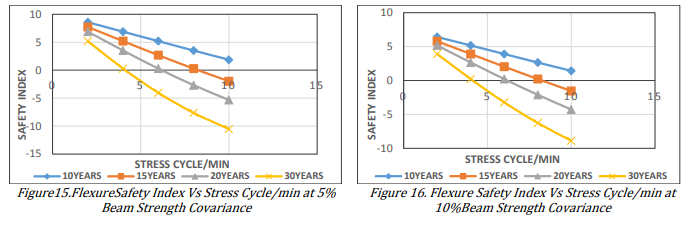 10
5
0
-5
-10
-15
SAFETY INDEX
5
10
15
STRESS CYCLE/MIN
10YEARS 15YEARS 20YEARS 30YEARS
Figure15.FlexureSafety Index Vs Stress Cycle/min at 5%
Beam Strength Covariance
10
5
0
-5
-10
SAFETY INDEX
0
5
10
15
STRESS CYCLE/MIN
10YEARS 15YEARS 20YEARS 30YEARS
Figure 16. Flexure Safety Index Vs Stress Cycle/min at
10%Beam Strength Covariance